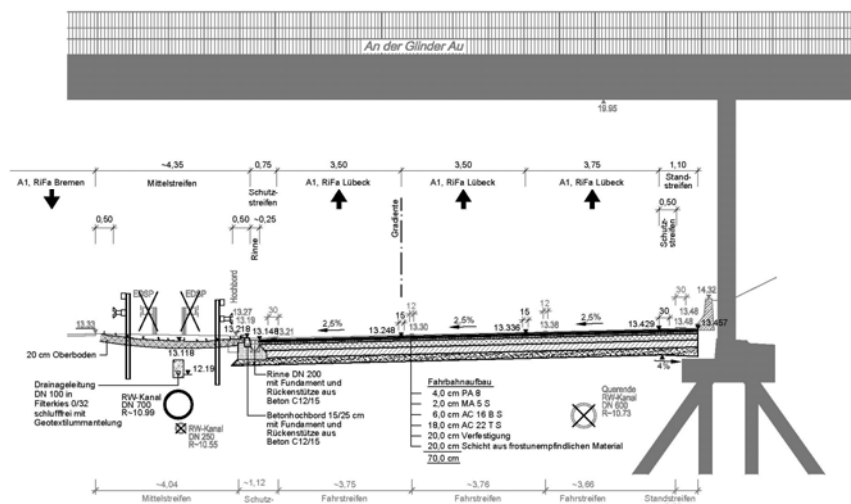 An der Glinder Au
19.95
~4,35
0,75
3,50
3,50
3,75
1,10
A1, RiFa Bremen
Mittelstreifen
Schutz-
streifen
A1, RiFa Lübeck
A1, RiFa Lübeck
A1, RiFa Lübeck
Stand-
streifen
0,50
0,50
~0,25
Rinne
Gradiente
0,50
Schutz-
streifen
EDSP
EDSP
Hochbord
13.33
13.27
13.19
13.218
13.148
13.21
30
2,5%
13.248
15
12
13.30
2,5%
13.336
15
12
13.38
2,5%
13.429
30
30
13.48
13.48
14.32
13.457
4%
20 cm Oberboden
13.118
12.19
Drainageleitung
DN 100 in
Filterkies 0/32
schlufffrei mit
Geotextilummantelung
RW-Kanal
DN 700
R~10.99
RW-Kanal
DN 250
R~10.55
Rinne DN 200
mit Fundament und
Rückenstütze aus
Beton C12/15
Betonhochbord 15/25 cm
mit Fundament und
Rückenstütze aus
Beton C12/15
Fahrbahnaufbau
4,0 cm PA 8
2,0 cm MA 5 S
6,0 cm AC 16 B S
18,0 cm AC 22 T S
20,0 cm Verfestigung
20,0 cm Schicht aus frostunempfindlichen Material
70,0 cm
Querende
RW-Kanal
DN 600
R~10.73
~4,04
~1,12
~3,75
~3,76
~3,66
Mittelstreifen
Schutz-
Fahrstreifen
Fahrstreifen
Fahrstreifen
Standstreifen